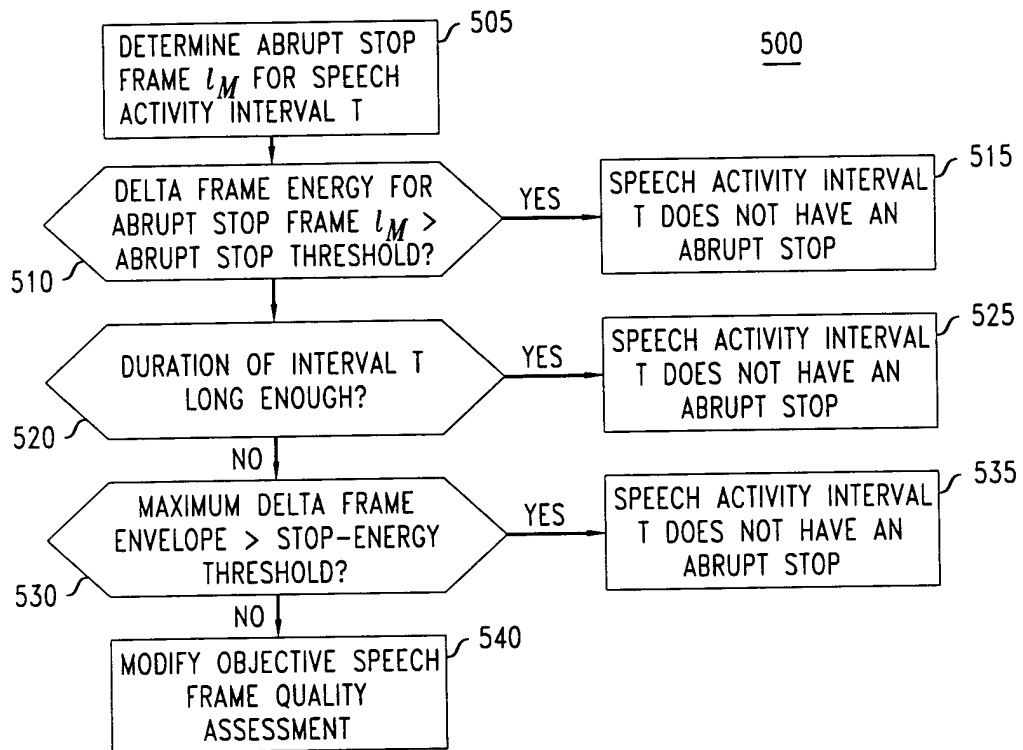 505
500
DETERMINE ABRUPT STOP
FRAME l_M FOR SPEECH
ACTIVITY INTERVAL T
DELTA FRAME ENERGY FOR
ABRUPT STOP FRAME l_M >
ABRUPT STOP THRESHOLD?
510
YES
515
SPEECH ACTIVITY INTERVAL
T DOES NOT HAVE AN
ABRUPT STOP
DURATION OF INTERVAL T
LONG ENOUGH?
520
YES
525
SPEECH ACTIVITY INTERVAL
T DOES NOT HAVE AN
ABRUPT STOP
NO
MAXIMUM DELTA FRAME
ENVELOPE > STOP-ENERGY
THRESHOLD?
530
YES
535
SPEECH ACTIVITY INTERVAL
T DOES NOT HAVE AN
ABRUPT STOP
NO
540
MODIFY OBJECTIVE SPEECH
FRAME QUALITY
ASSESSMENT